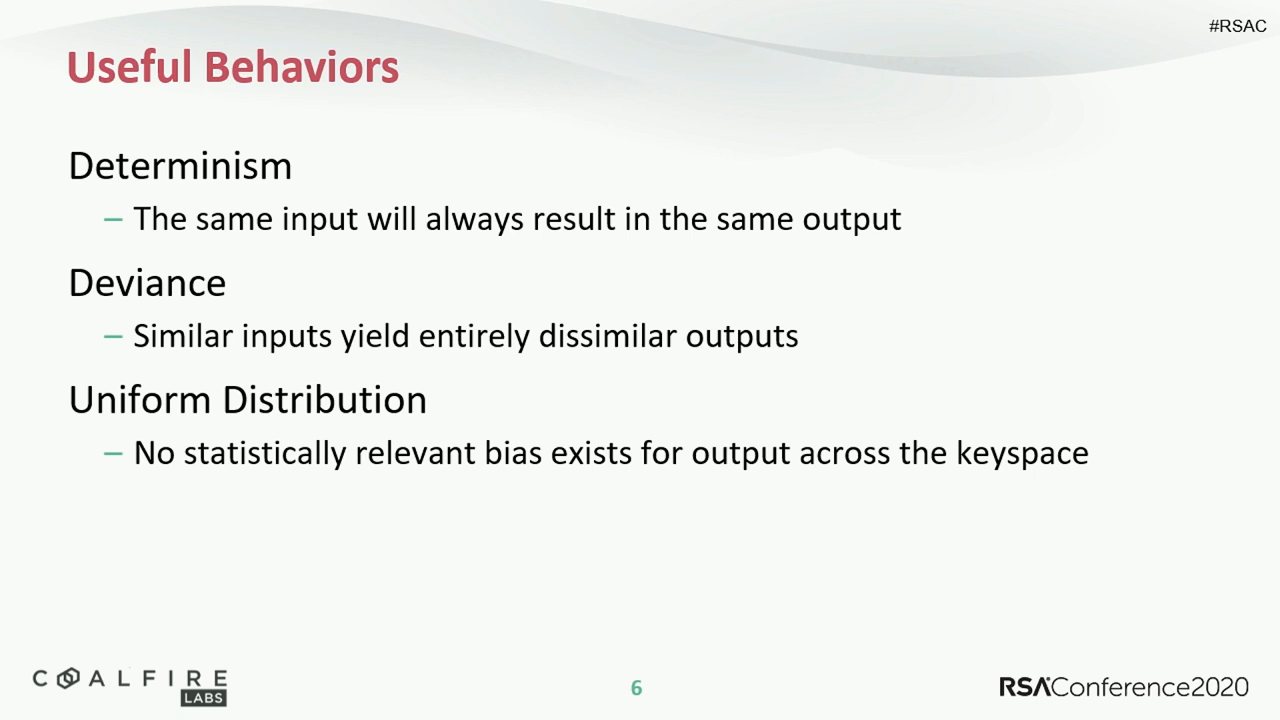 #RSAC
Useful Behaviors
Determinism
– The same input will always result in the same output
Deviance
– Similar inputs yield entirely dissimilar outputs
Uniform Distribution
– No statistically relevant bias exists for output across the keyspace
COALFIRE
LABS
6
RSAConference2020